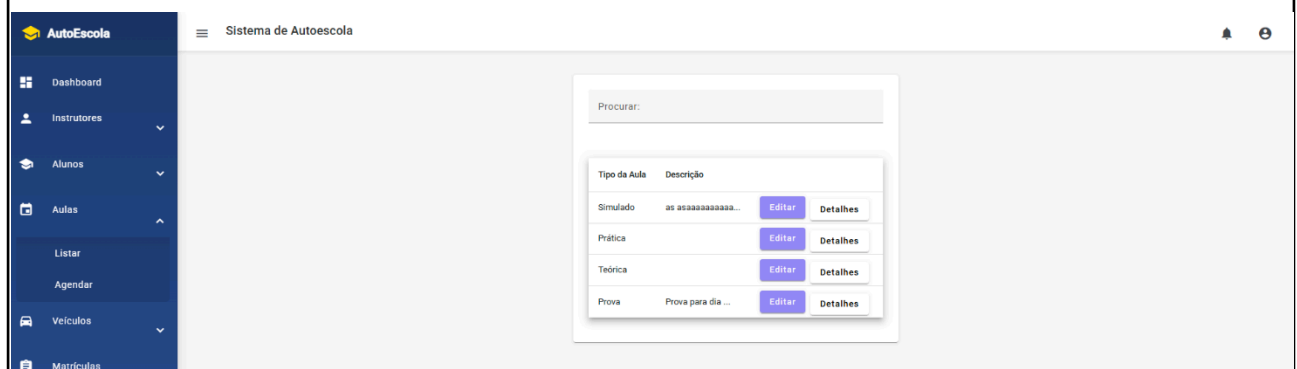 AutoEscola
Sistema de Autoescola
Dashboard
Instrutores
Alunos
Aulas
Listar
Agendar
Veículos
Matrículas
Procurar:
Tipo da Aula Descrição
Simulado as asaaaaaaaaaa... Editar Detalhes
Prática Editar Detalhes
Teórica Editar Detalhes
Prova Prova para dia ... Editar Detalhes